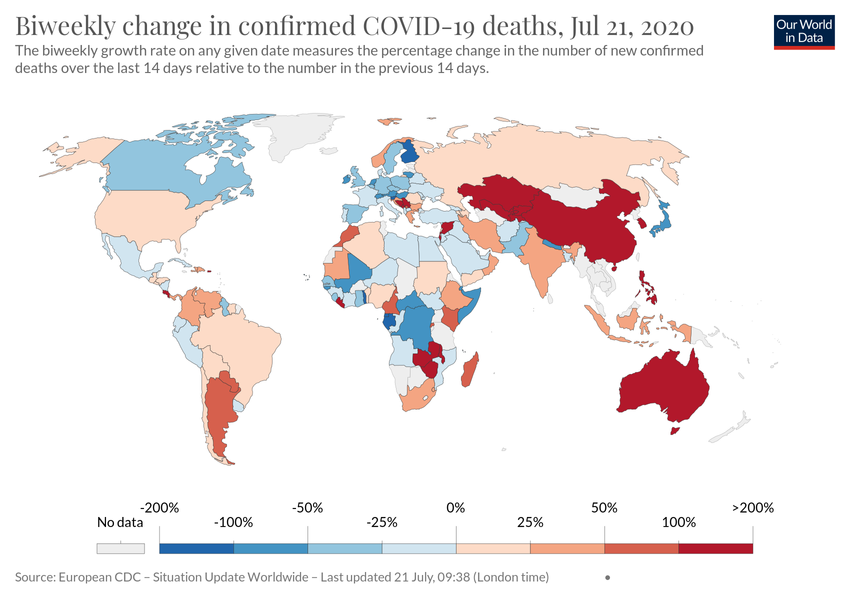 Biweekly change in confirmed COVID-19 deaths, Jul 21, 2020
Our World
in Data
The biweekly growth rate on any given date measures the percentage change in the number of new confirmed
deaths over the last 14 days relative to the number in the previous 14 days.
-200% -50% 0% 50% >200%
No data -100% -25% 25% 100%
Source: European CDC – Situation Update Worldwide – Last updated 21 July, 09:38 (London time) •